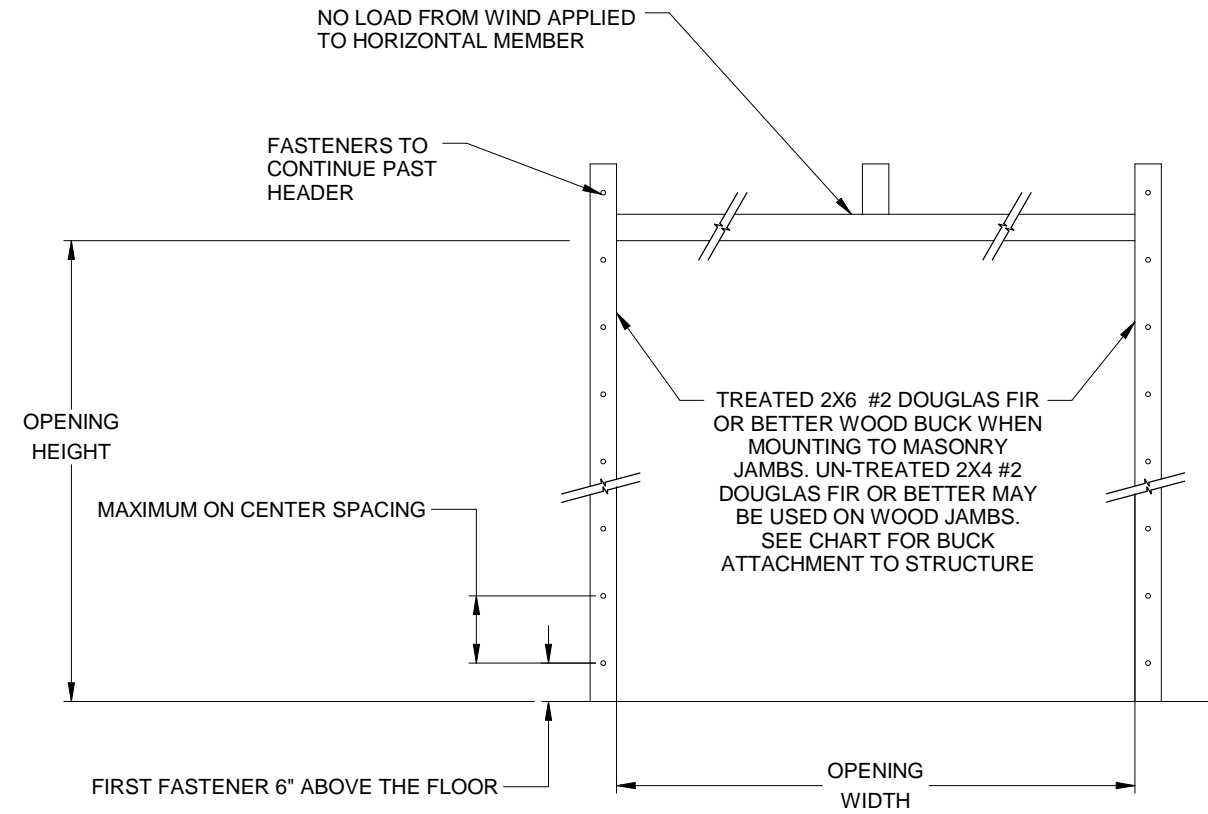 NO LOAD FROM WIND APPLIED
TO HORIZONTAL MEMBER
FASTENERS TO
CONTINUE PAST
HEADER
OPENING
HEIGHT
TREATED 2X6 #2 DOUGLAS FIR
OR BETTER WOOD BUCK WHEN
MOUNTING TO MASONRY
JAMBS. UN-TREATED 2X4 #2
DOUGLAS FIR OR BETTER MAY
BE USED ON WOOD JAMBS.
SEE CHART FOR BUCK
ATTACHMENT TO STRUCTURE
MAXIMUM ON CENTER SPACING
FIRST FASTENER 6" ABOVE THE FLOOR
OPENING
WIDTH